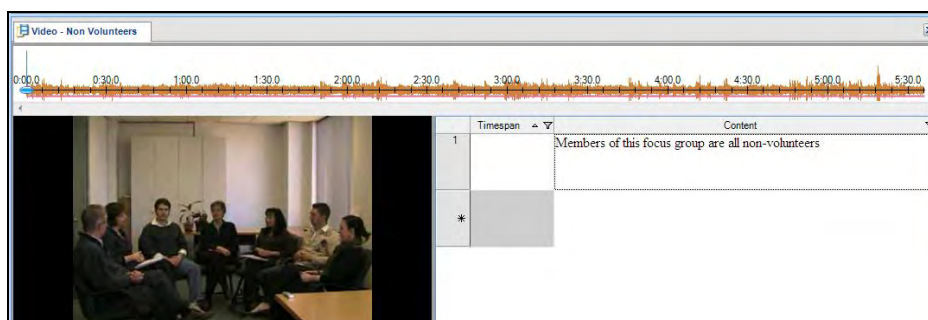 Video - Non Volunteers
0:00.0 0:30.0 1:00.0 1:30.0 2:00.0 2:30.0 3:00.0 3:30.0 4:00.0 4:30.0 5:00.0 5:30.0
Timespan Content
1 Members of this focus group are all non-volunteers
*